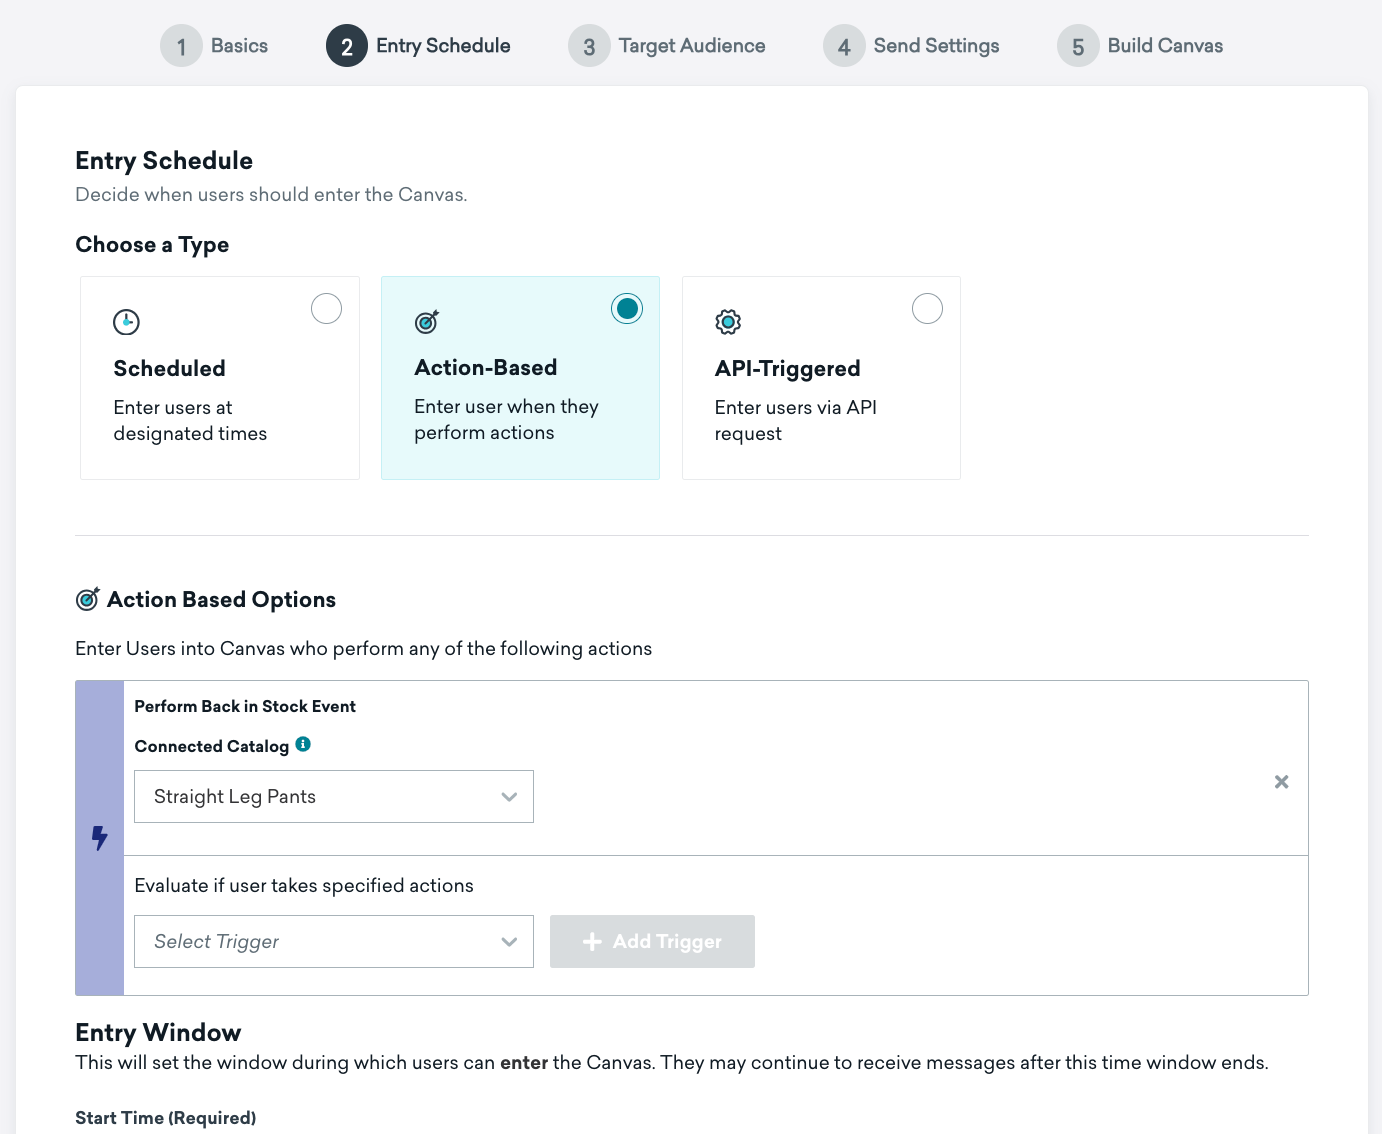 1 Basics
2 Entry Schedule
3 Target Audience
4 Send Settings
5 Build Canvas
Entry Schedule
Decide when users should enter the Canvas.
Choose a Type
Scheduled
Enter users at
designated times
Action-Based
Enter user when they
perform actions
API-Triggered
Enter users via API
request
Action Based Options
Enter Users into Canvas who perform any of the following actions
Perform Back in Stock Event
Connected Catalog
Straight Leg Pants
Evaluate if user takes specified actions
Select Trigger
Add Trigger
Entry Window
This will set the window during which users can enter the Canvas. They may continue to receive messages after this time window ends.
Start Time (Required)